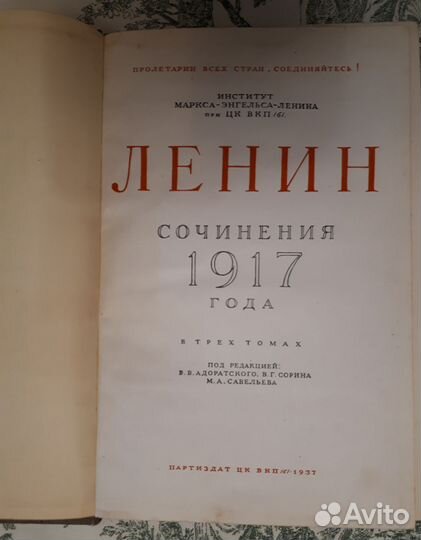 ПРОЛЕТАРИИ ВСЕХ СТРАН, СОЕДИНЯЙТЕСЬ!
ИНСТИТУТ
МАРКСА-ЭНГЕЛЬСА-ЛЕНИНА
при ЦК ВКП(б)
ЛЕНИН
СОЧИНЕНИЯ
1917
ГОДА
В ТРЕХ ТОМАХ
ПОД РЕДАКЦИЕЙ:
В.В.АДОРАТСКОГО, В.Г.СОРИНА
М.А.САВЕЛЬЕВА
ПАРТИЗДАТ ЦК ВКП(б)·1937
Avito